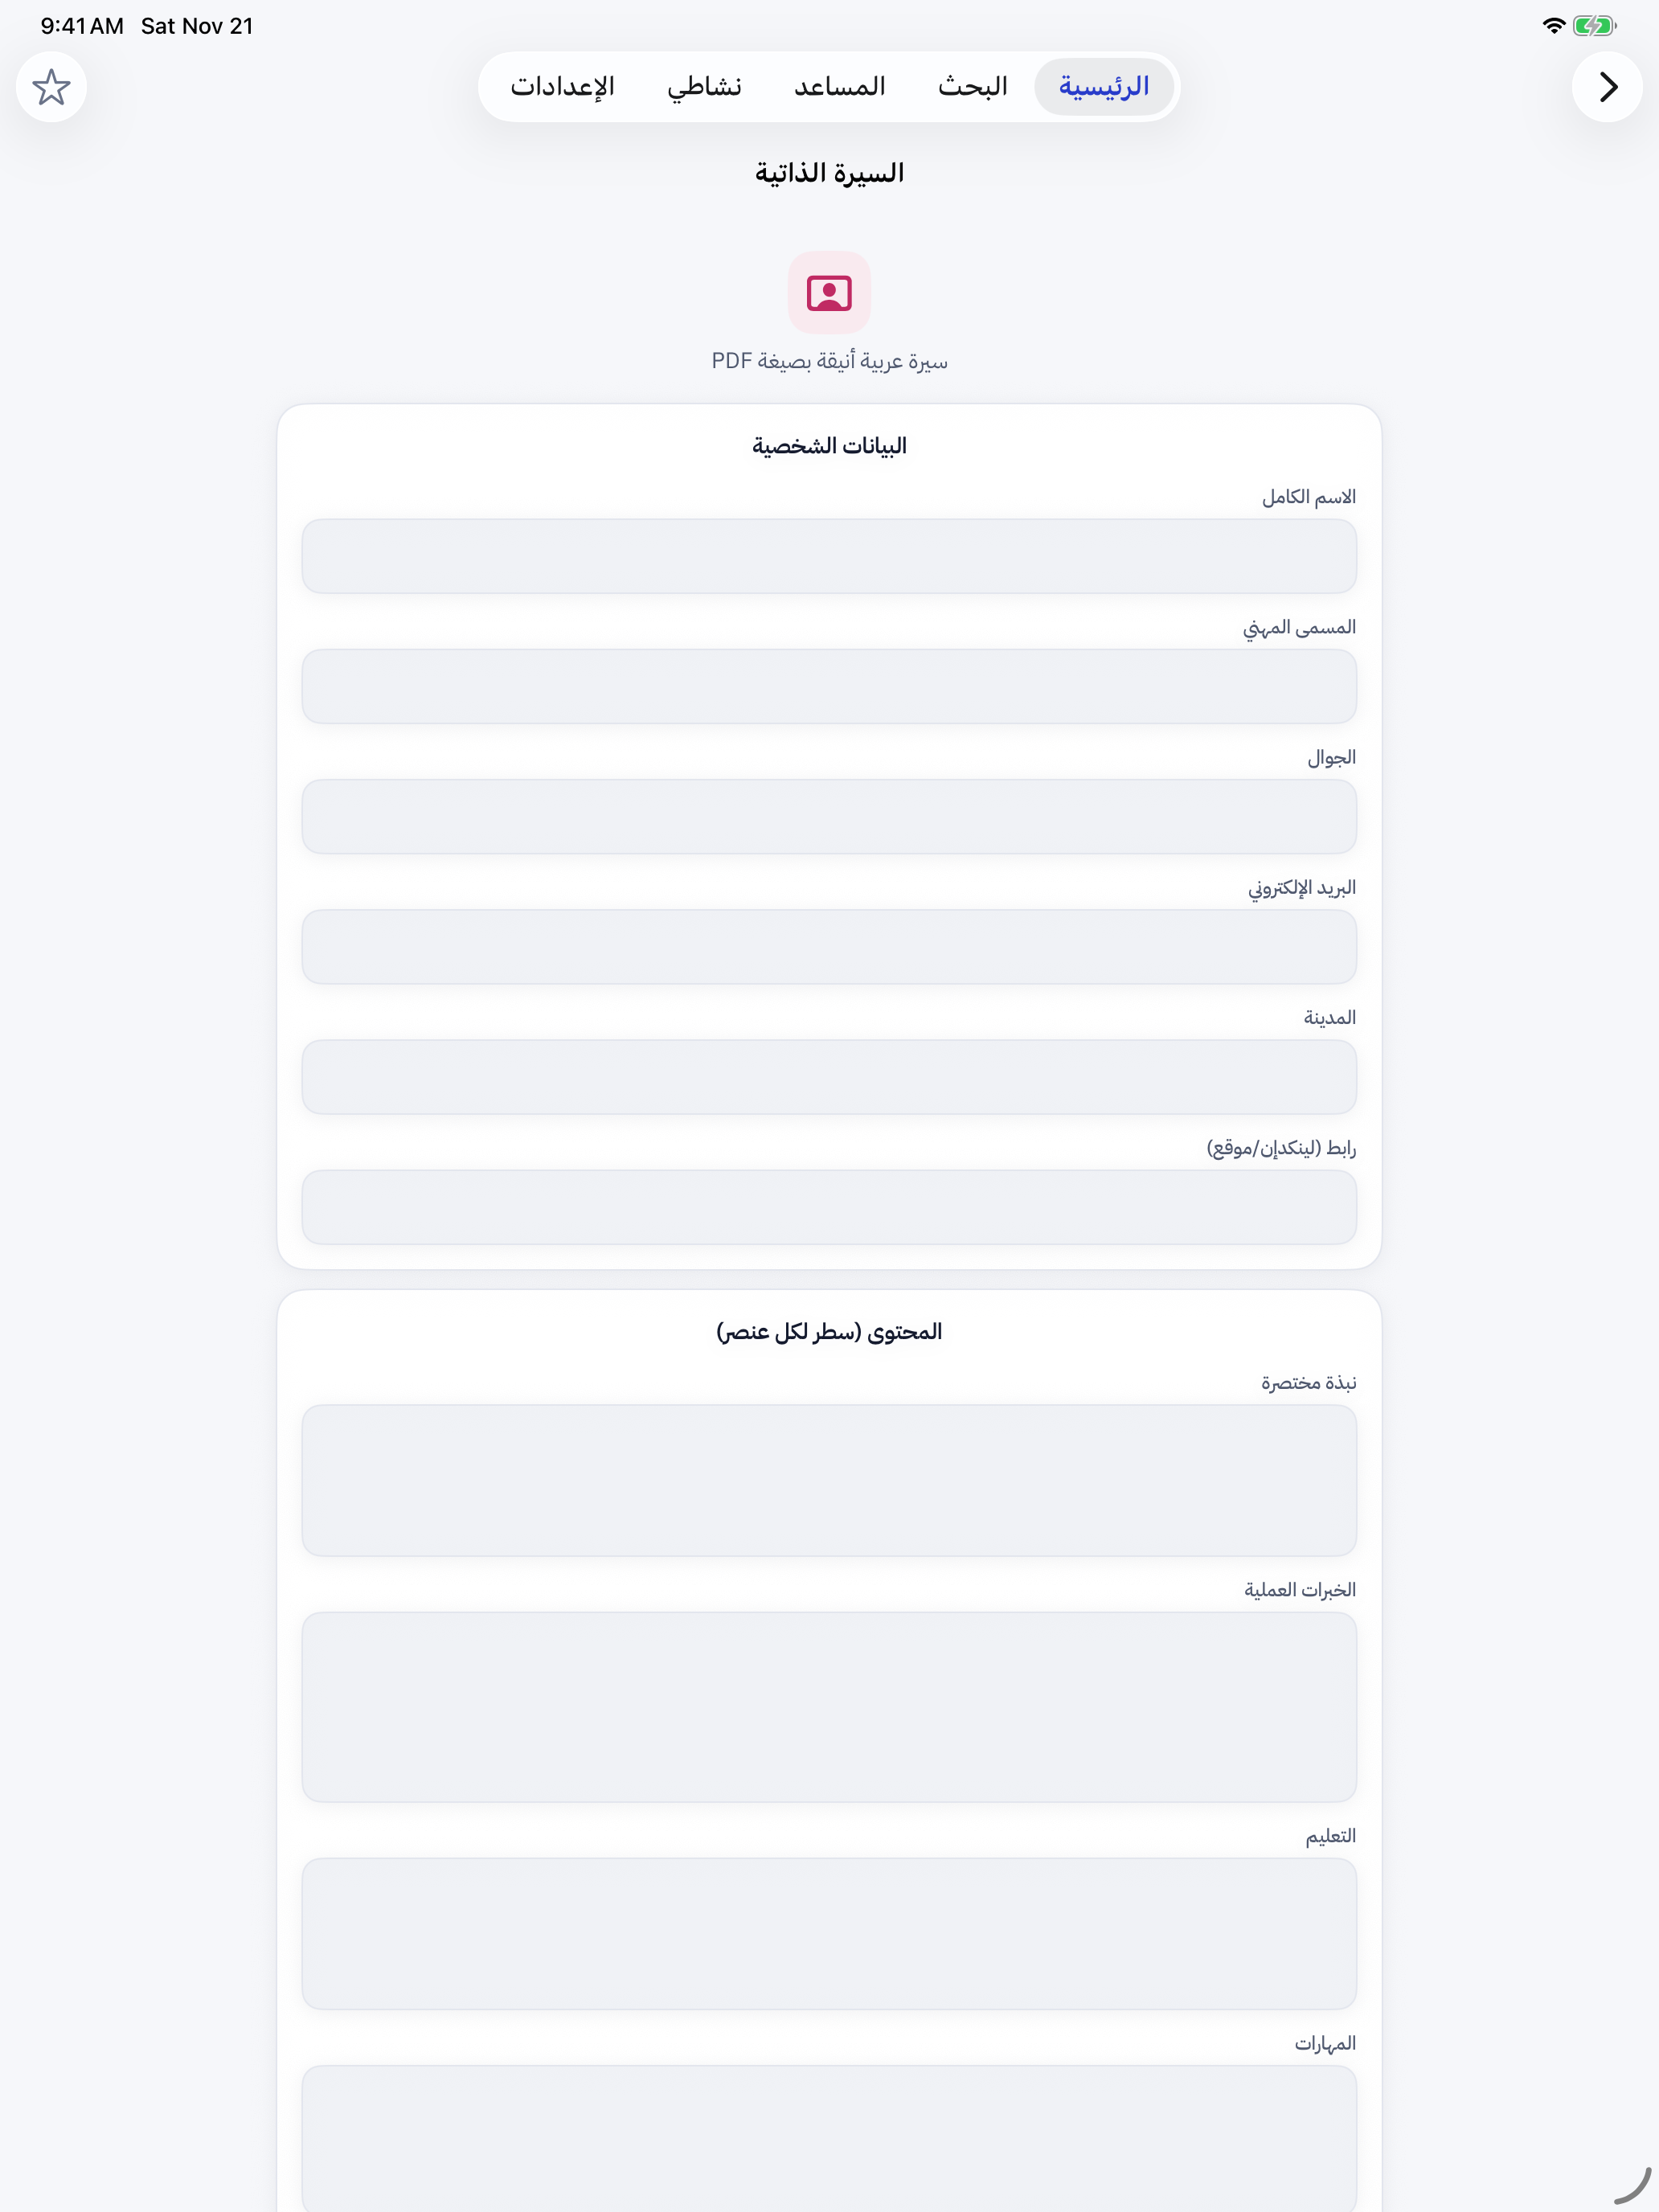 9:41 AM Sat Nov 21
الرئيسية البحث المساعد نشاطي الإعدادات
السيرة الذاتية
سيرة عربية أنيقة بصيغة PDF
البيانات الشخصية
الاسم الكامل
المسمى المهني
الجوال
البريد الإلكتروني
المدينة
رابط (لينكدإن/موقع)
المحتوى (سطر لكل عنصر)
نبذة مختصرة
الخبرات العملية
التعليم
المهارات